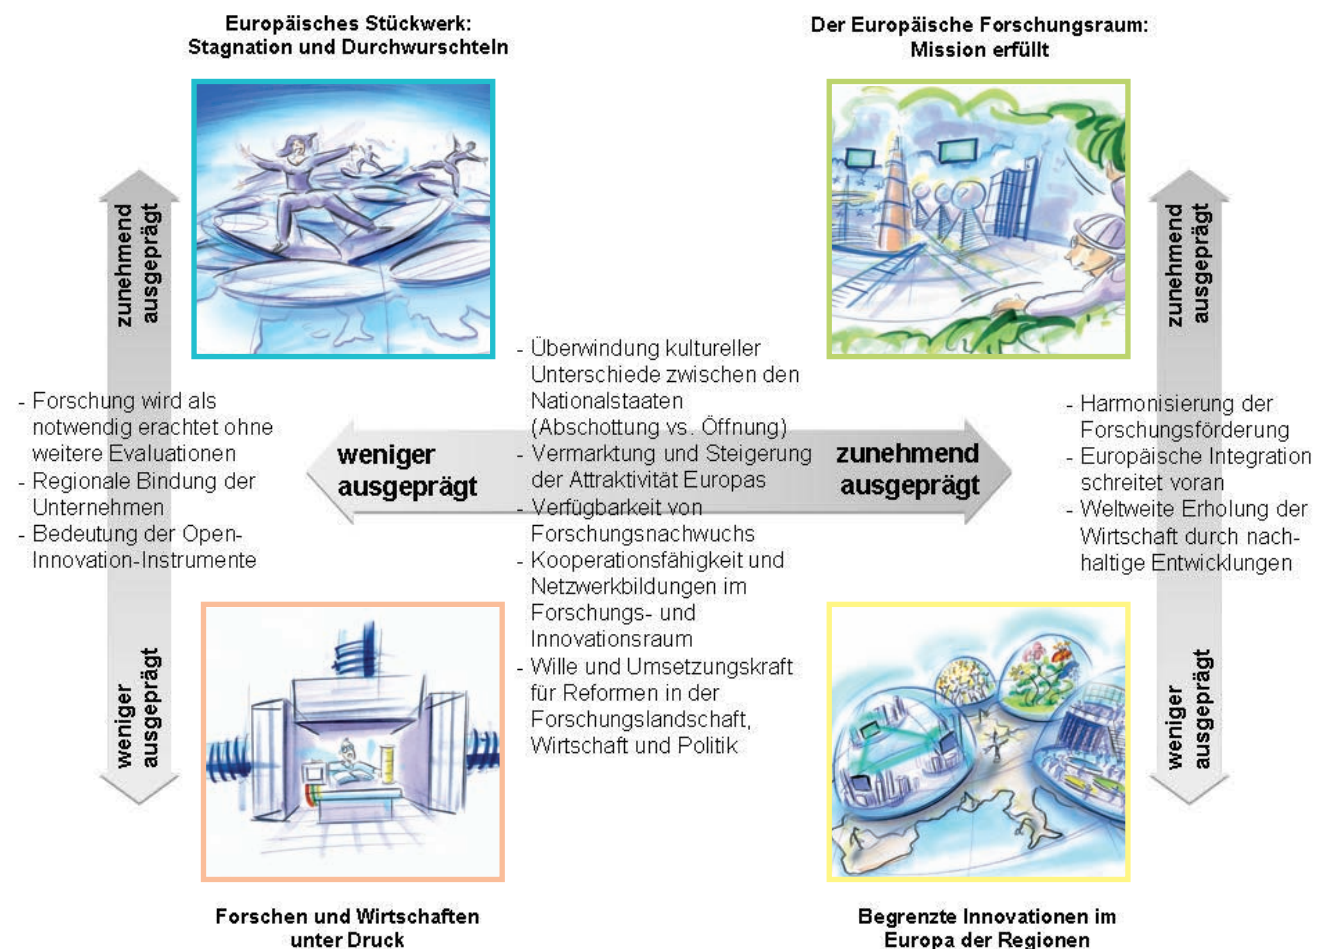 Europäisches Stückwerk:
Stagnation und Durchwurschteln
Der Europäische Forschungsraum:
Mission erfüllt
zunehmend
ausgeprägt
zunehmend
ausgeprägt
- Forschung wird als
notwendig erachtet ohne
weitere Evaluationen
- Regionale Bindung der
Unternehmen
- Bedeutung der Open-
Innovation-Instrumente
weniger
ausgeprägt
- Überwindung kultureller
Unterschiede zwischen den
Nationalstaaten
(Abschottung vs. Öffnung)
- Vermarktung und Steigerung
der Attraktivität Europas
- Verfügbarkeit von
Forschungsnachwuchs
- Kooperationsfähigkeit und
Netzwerkbildungen im
Forschungs- und
Innovationsraum
- Wille und Umsetzungskraft
für Reformen in der
Forschungslandschaft,
Wirtschaft und Politik
zunehmend
ausgeprägt
- Harmonisierung der
Forschungsförderung
- Europäische Integration
schreitet voran
- Weltweite Erholung der
Wirtschaft durch nach-
haltige Entwicklungen
weniger
ausgeprägt
weniger
ausgeprägt
Forschen und Wirtschaften
unter Druck
Begrenzte Innovationen im
Europa der Regionen